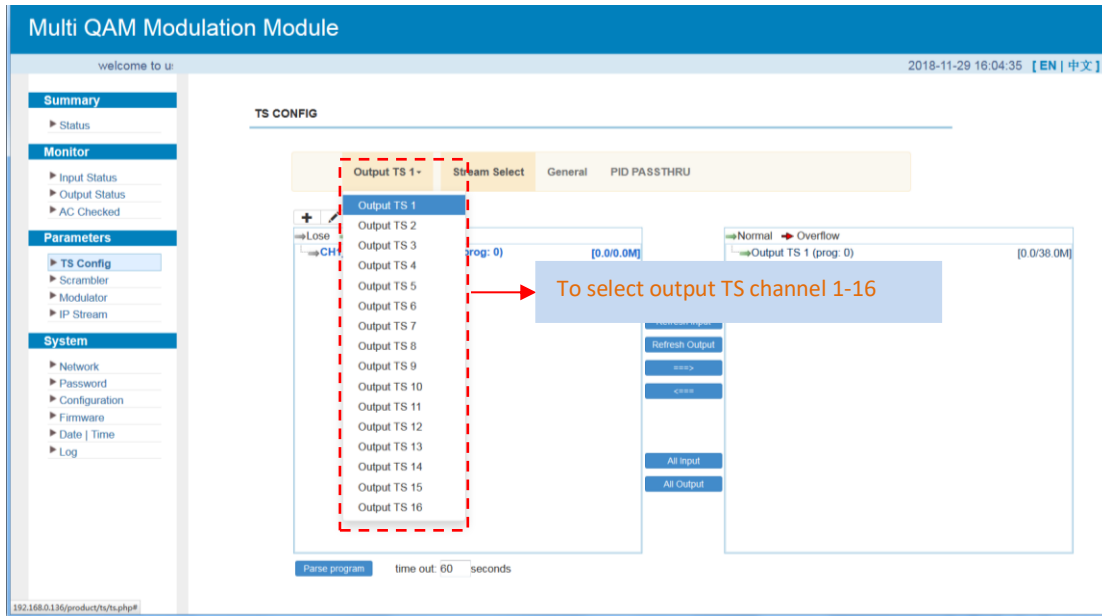 Multi QAM Modulation Module
welcome to u
2018-11-29 16:04:35 [ EN | 中文 ]
Summary
Status
Monitor
Input Status
Output Status
AC Checked
Parameters
TS Config
Scrambler
Modulator
IP Stream
System
Network
Password
Configuration
Firmware
Date | Time
Log
TS CONFIG
Output TS 1 Stream Select General PID PASSTHRU
Output TS 1
Output TS 2
Output TS 3
Output TS 4
Output TS 5
Output TS 6
Output TS 7
Output TS 8
Output TS 9
Output TS 10
Output TS 11
Output TS 12
Output TS 13
Output TS 14
Output TS 15
Output TS 16
Lose
prog: 0) [0.0/0.0M]
To select output TS channel 1-16
Refresh Input
Refresh Output
===>
<===
All Input
All Output
Normal Overflow
Output TS 1 (prog: 0) [0.0/38.0M]
Parse program time out: 60 seconds
192.168.0.136/product/ts/ts.php#